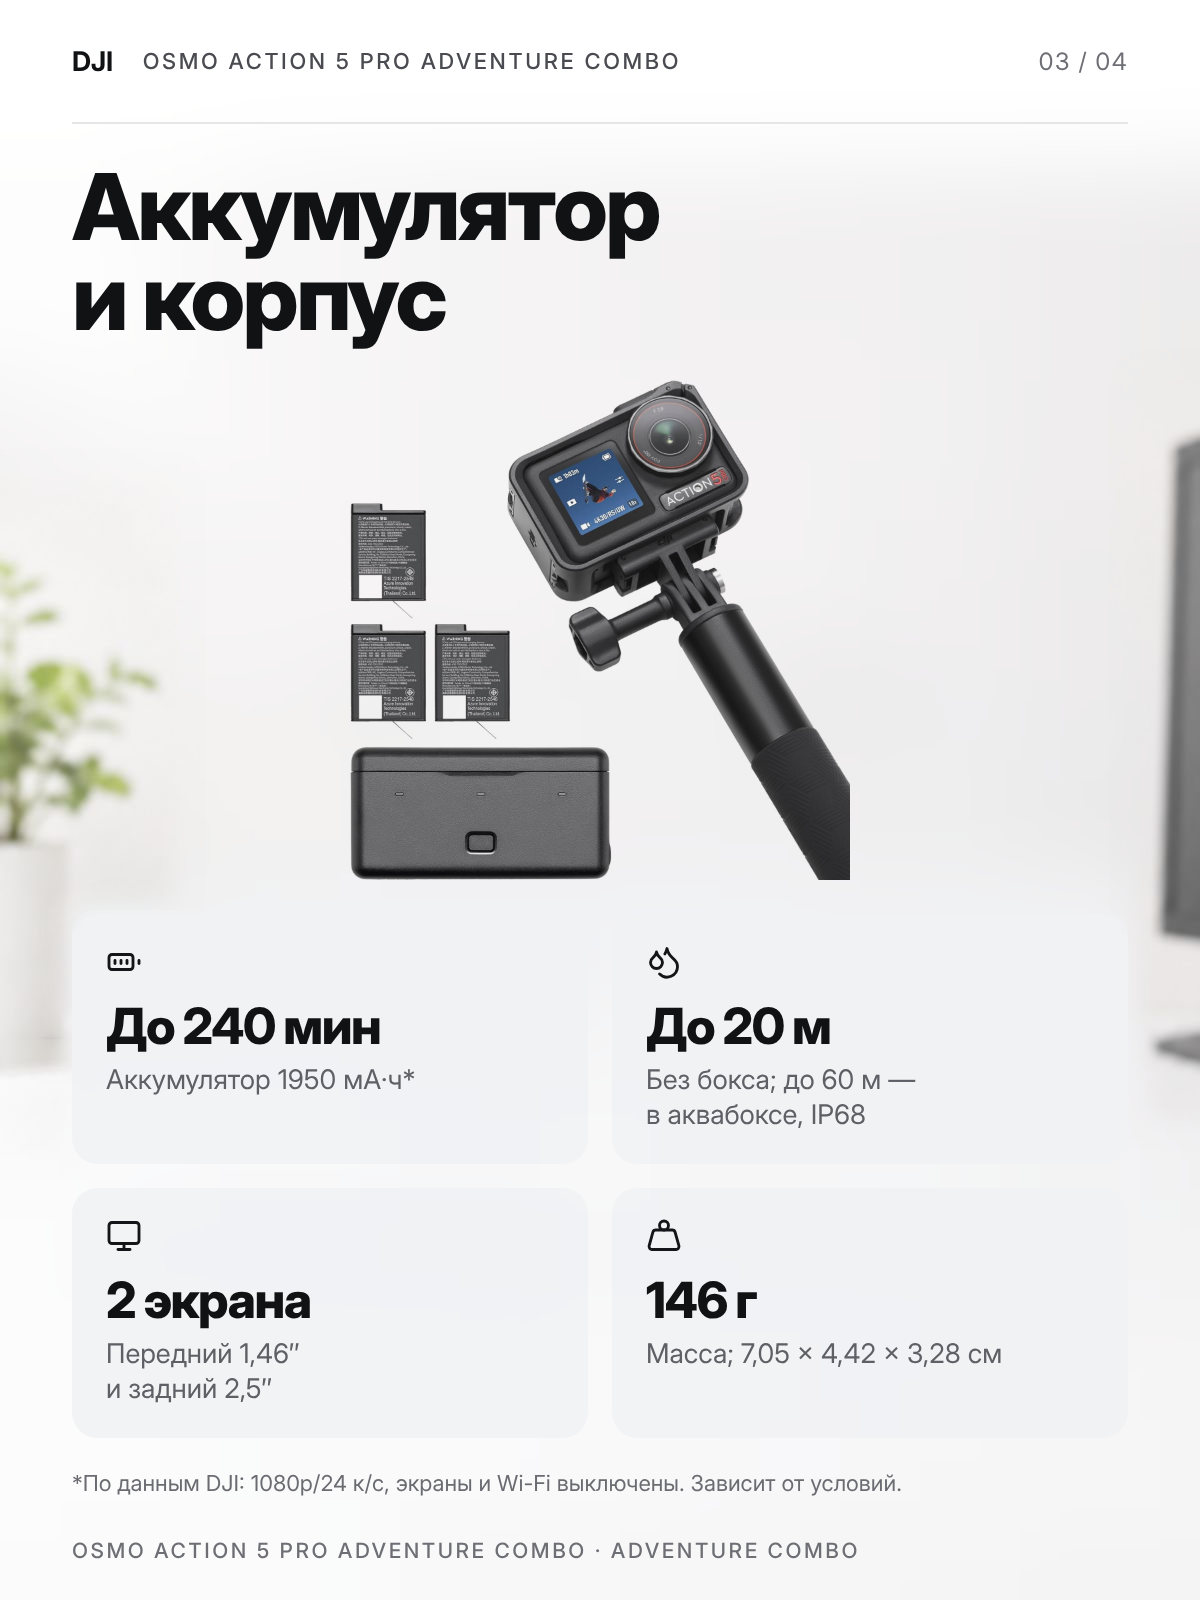 DJI OSMO ACTION 5 PRO ADVENTURE COMBO 03 / 04
Аккумулятор
и корпус
ACTION 5
До 240 мин
Аккумулятор 1950 мА·ч*
До 20 м
Без бокса; до 60 м —
в аквабоксе, IP68
2 экрана
Передний 1,46″
и задний 2,5″
146 г
Масса; 7,05 × 4,42 × 3,28 см
*По данным DJI: 1080p/24 к/с, экраны и Wi-Fi выключены. Зависит от условий.
OSMO ACTION 5 PRO ADVENTURE COMBO · ADVENTURE COMBO